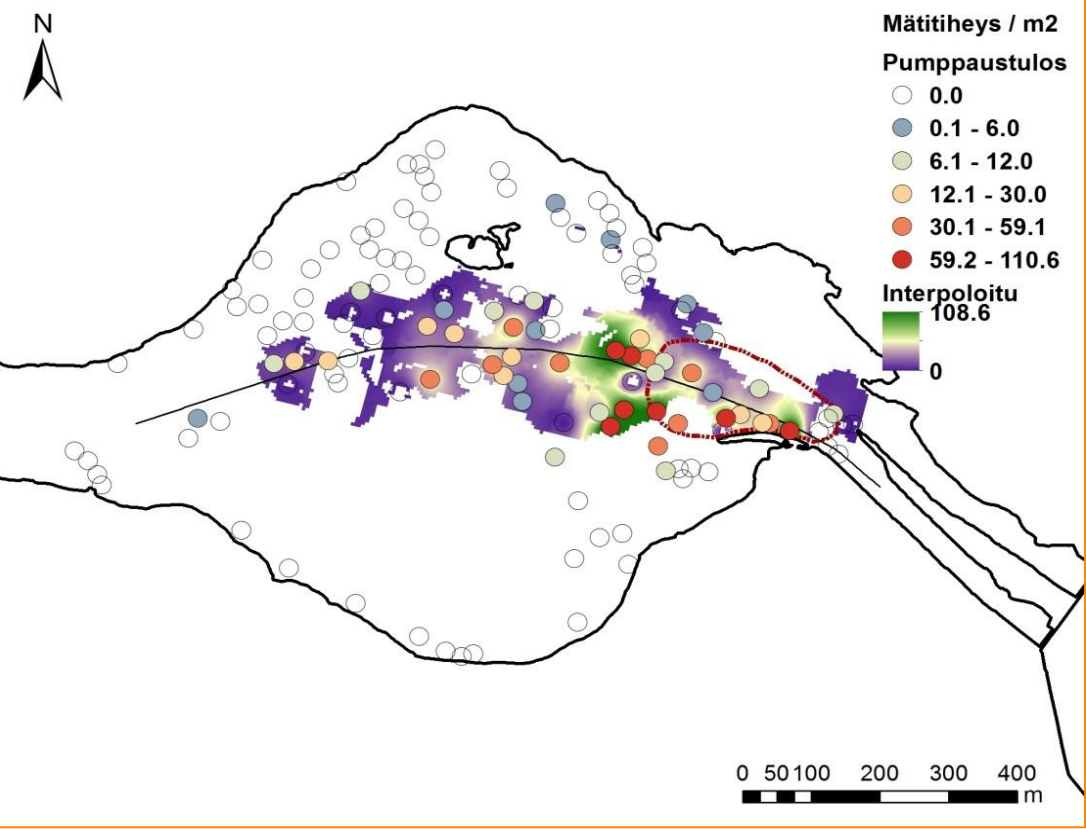 N
Mätitiheys / m2
Pumppaustulos
0.0
0.1 - 6.0
6.1 - 12.0
12.1 - 30.0
30.1 - 59.1
59.2 - 110.6
Interpoloitu
108.6
0
0 50 100 200 300 400
m